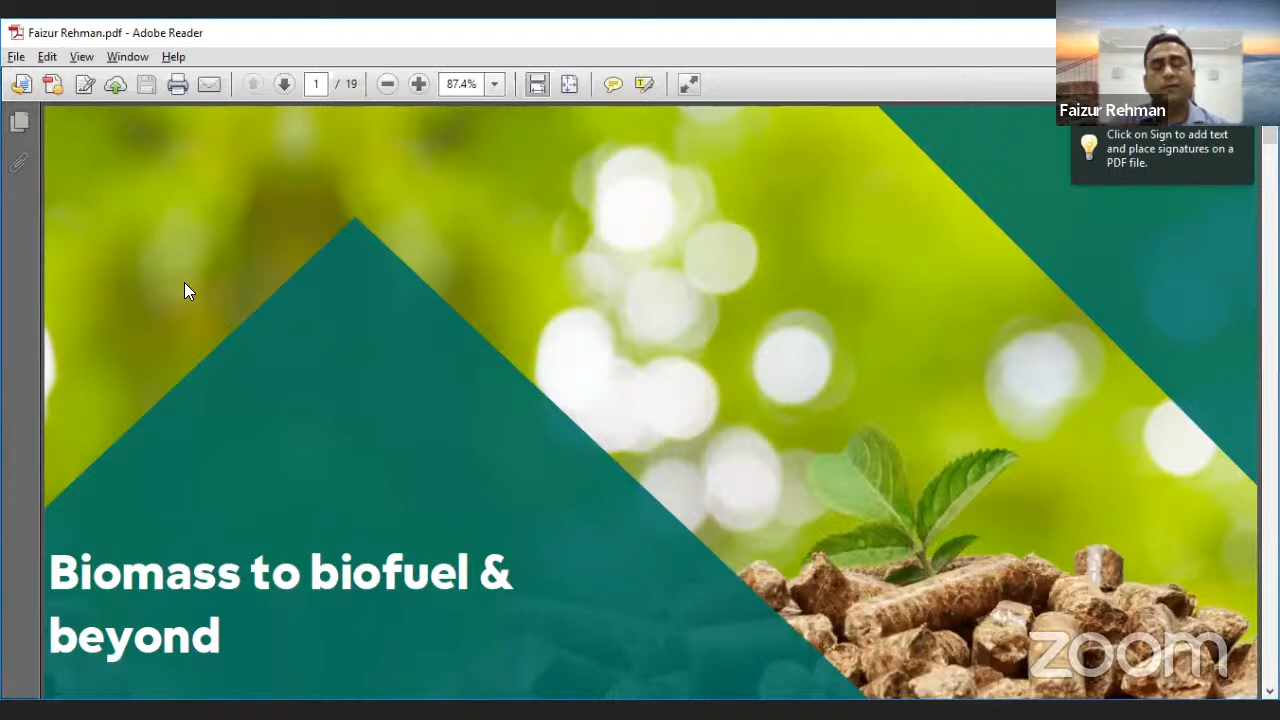 Faizur Rehman.pdf - Adobe Reader
File Edit View Window Help
1 / 19
87.4%
Faizur Rehman
Click on Sign to add text
and place signatures on a
PDF file.
Biomass to biofuel &
beyond
zoom